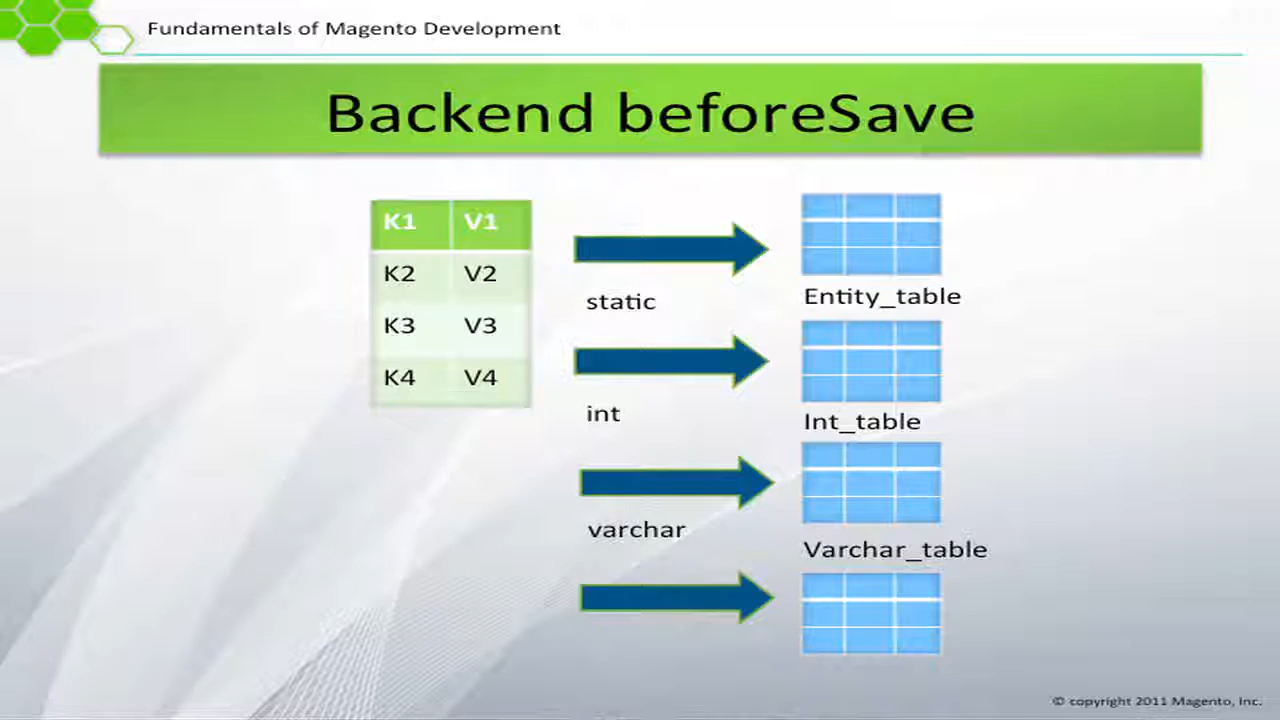 Fundamentals of Magento Development
Backend beforeSave
K1 V1
K2 V2
K3 V3
K4 V4
static
Entity_table
int
Int_table
varchar
Varchar_table
© copyright 2011 Magento, Inc.